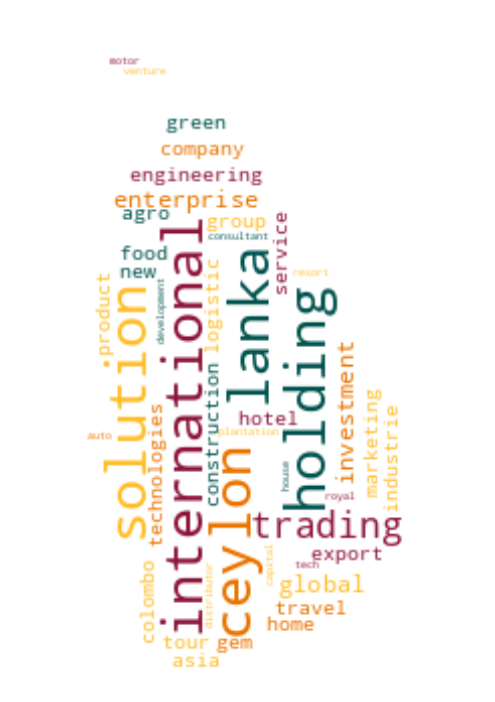 motor
venture
green
company
engineering
enterprise
agro
group
consultant
service
food
new
resort
product
development
logistic
international
lanka
solution
holding
construction
investment
technologies
hotel
plantation
auto
marketing
industrie
house
royal
ceylon
trading
export
tech
capital
colombo
distributor
global
travel
home
tour
gem
asia